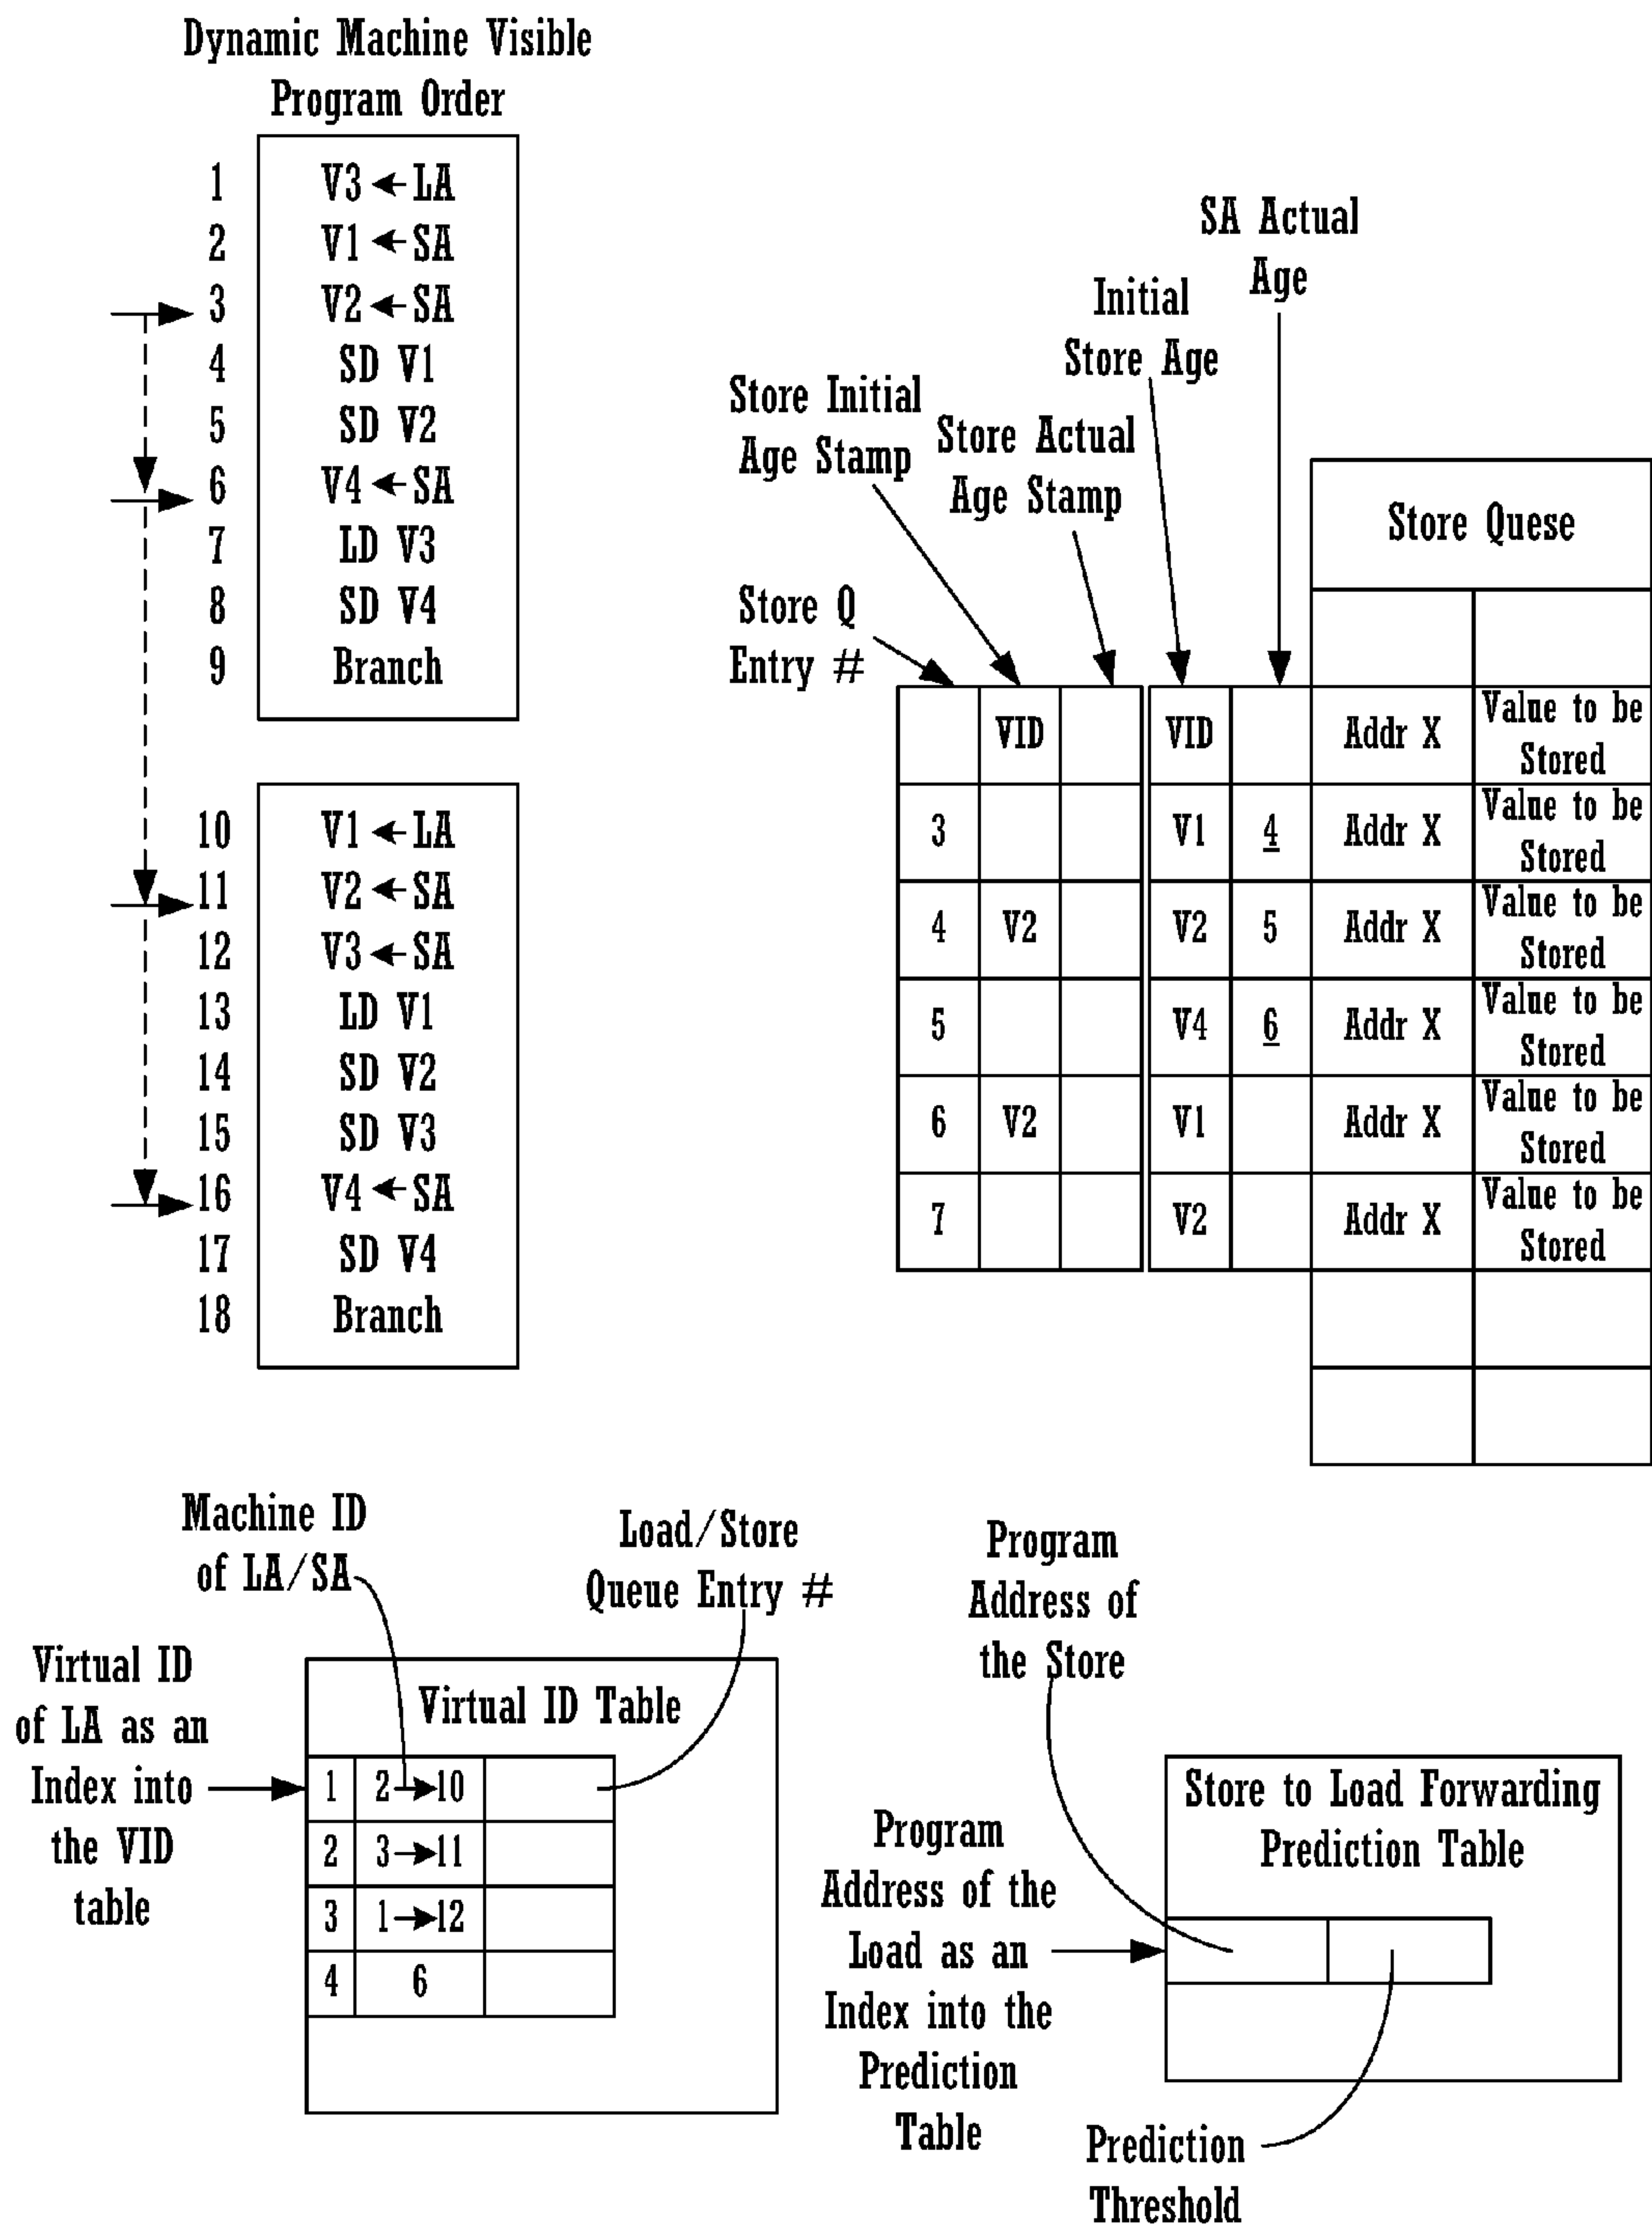 Dynamic Machine Visible
Program Order
1 V3 ← LA
2 V1 ← SA
3 V2 ← SA
4 SD V1
5 SD V2
6 V4 ← SA
7 LD V3
8 SD V4
9 Branch
10 V1 ← LA
11 V2 ← SA
12 V3 ← SA
13 LD V1
14 SD V2
15 SD V3
16 V4 ← SA
17 SD V4
18 Branch
SA Actual
Age
Initial
Store Age
Store Initial
Age Stamp
Store Actual
Age Stamp
Store Q
Entry #
Store Quese
VID VID Addr X Value to be
Stored
3 V1 4 Addr X Value to be
Stored
4 V2 V2 5 Addr X Value to be
Stored
5 V4 6 Addr X Value to be
Stored
6 V2 V1 Addr X Value to be
Stored
7 V2 Addr X Value to be
Stored
Machine ID
of LA/SA
Load/Store
Queue Entry #
Virtual ID
of LA as an
Index into
the VID
table
Virtual ID Table
1 2→10
2 3→11
3 1→12
4 6
Program
Address of
the Store
Program
Address of the
Load as an
Index into the
Prediction
Table
Store to Load Forwarding
Prediction Table
Prediction
Threshold